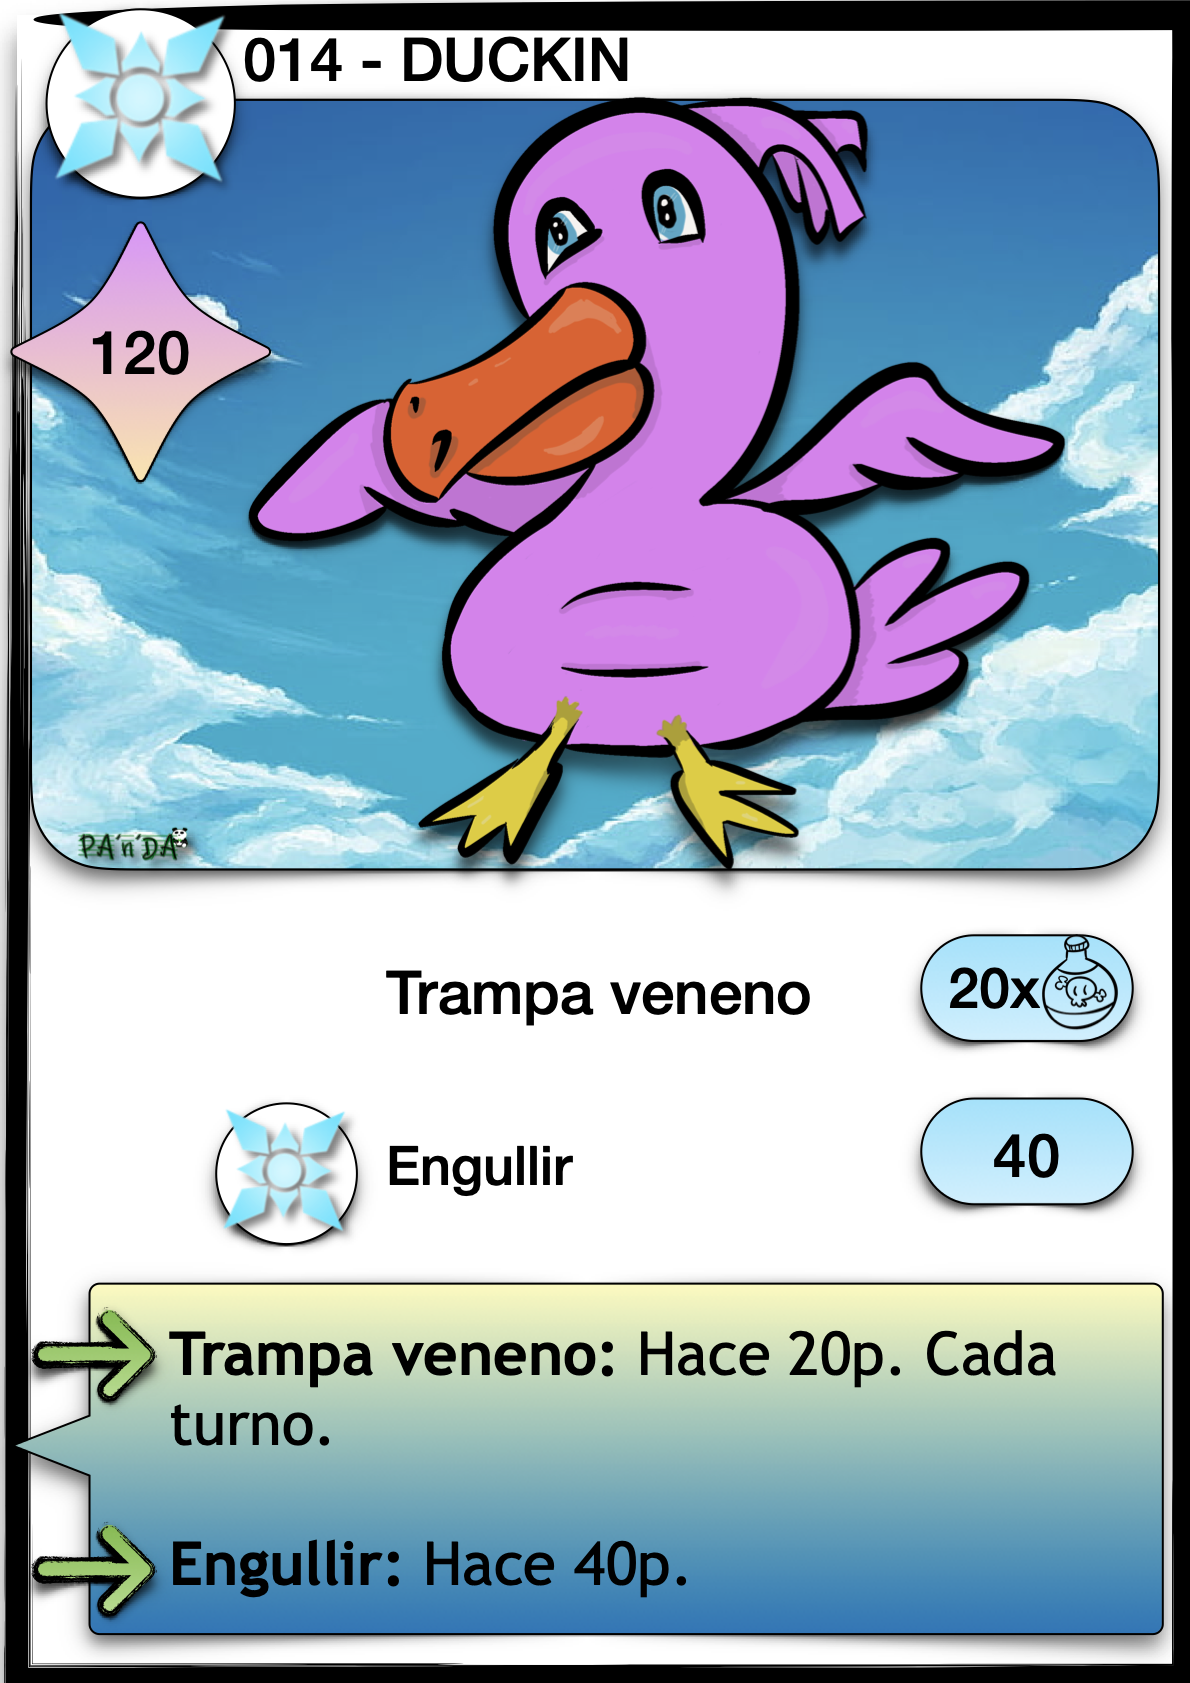 014 - DUCKIN
120
PA'n'DA
Trampa veneno
20x
Engullir
40
Trampa veneno: Hace 20p. Cada
turno.
Engullir: Hace 40p.